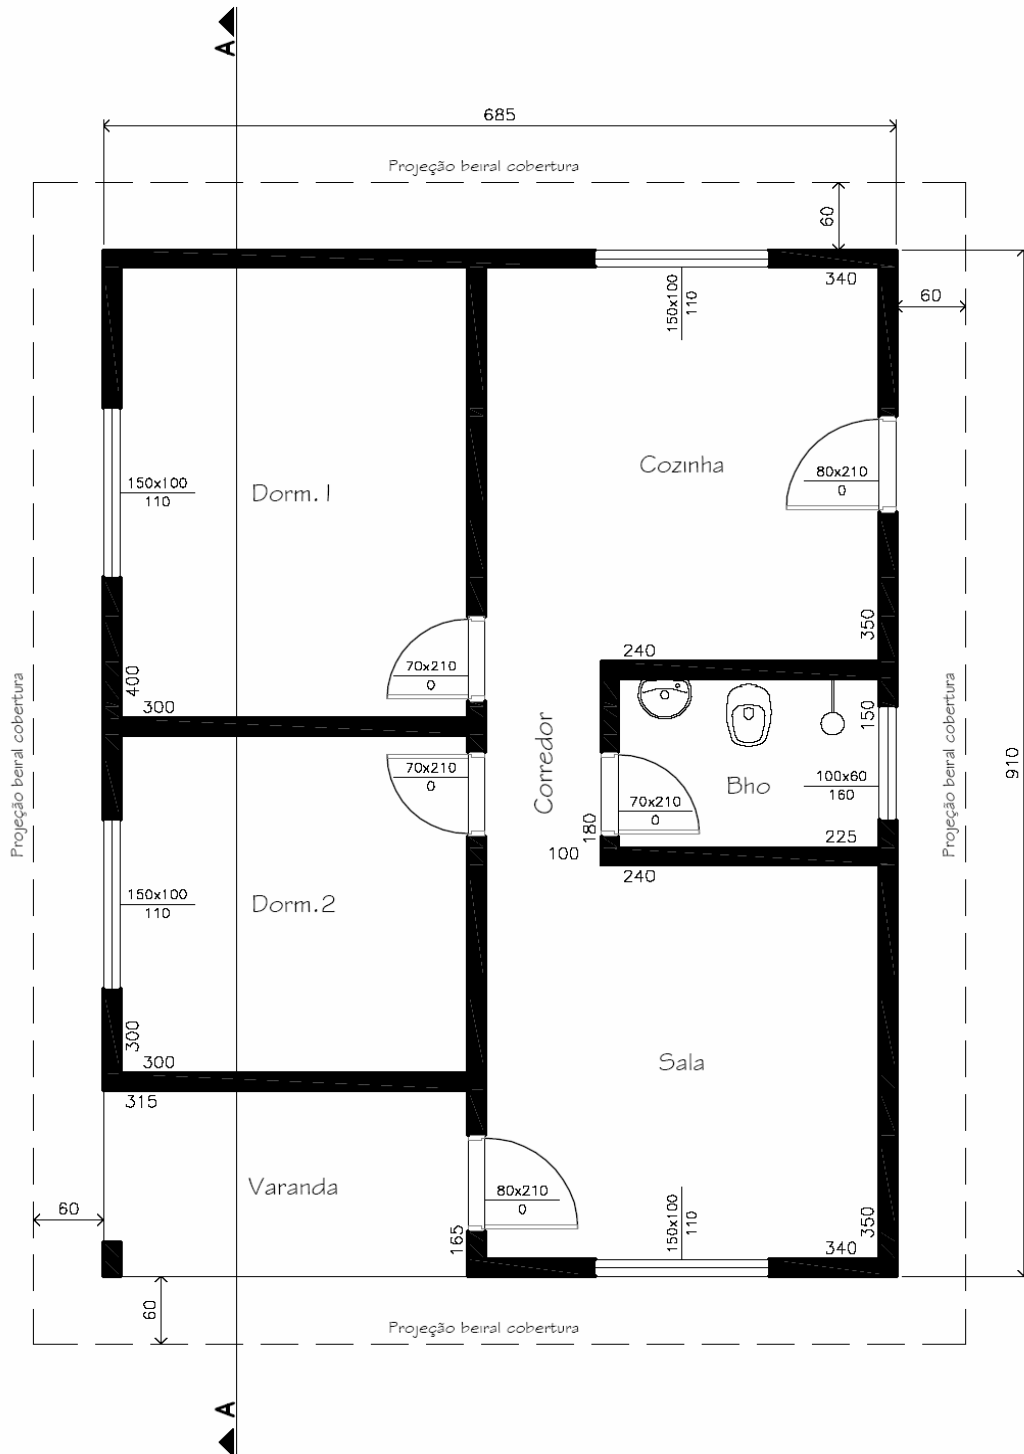 A
685
Projeção beiral cobertura
60
340
60
150x100
110
Cozinha
80x210
0
150x100
110
Dorm.1
350
240
70x210
0
400
300
Projeção beiral cobertura
Projeção beiral cobertura
150
910
Corredor
70x210
0
Bho
100x60
160
70x210
0
180
225
100
240
150x100
110
Dorm.2
300
300
Sala
315
Varanda
80x210
0
150x100
110
350
60
165
340
60
Projeção beiral cobertura
A